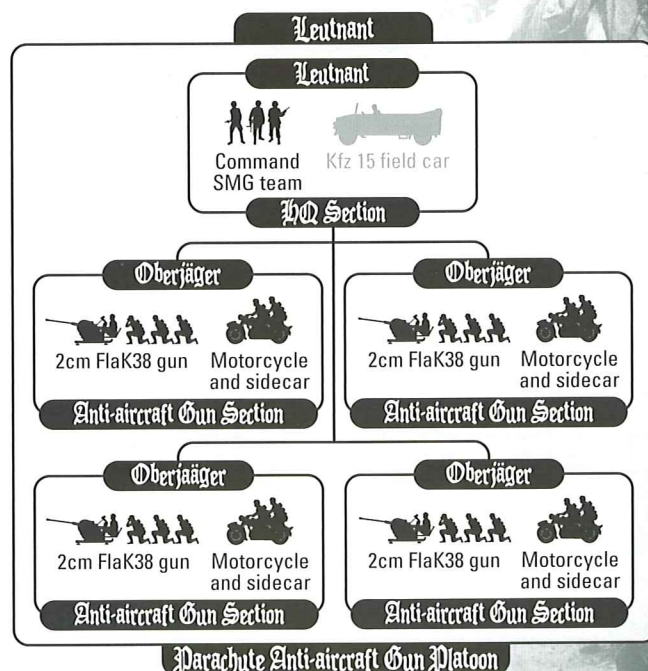 Leutnant
Leutnant
Command
SMG team
Kfz 15 field car
HQ Section
Oberjäger
2cm FlaK38 gun
Motorcycle
and sidecar
Anti-aircraft Gun Section
Oberjäger
2cm FlaK38 gun
Motorcycle
and sidecar
Anti-aircraft Gun Section
Oberjaäger
2cm FlaK38 gun
Motorcycle
and sidecar
Anti-aircraft Gun Section
Oberjäger
2cm FlaK38 gun
Motorcycle
and sidecar
Anti-aircraft Gun Section
Parachute Anti-aircraft Gun Platoon